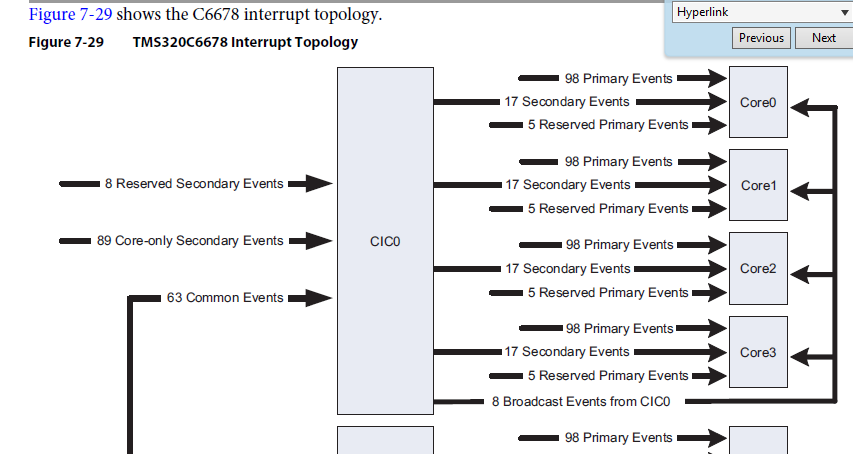 Figure 7-29 shows the C6678 interrupt topology.
Hyperlink
Previous
Next
Figure 7-29 TMS320C6678 Interrupt Topology
98 Primary Events
17 Secondary Events
5 Reserved Primary Events
Core0
98 Primary Events
17 Secondary Events
5 Reserved Primary Events
Core1
8 Reserved Secondary Events
89 Core-only Secondary Events
CIC0
63 Common Events
98 Primary Events
17 Secondary Events
5 Reserved Primary Events
Core2
98 Primary Events
17 Secondary Events
5 Reserved Primary Events
Core3
8 Broadcast Events from CIC0
98 Primary Events